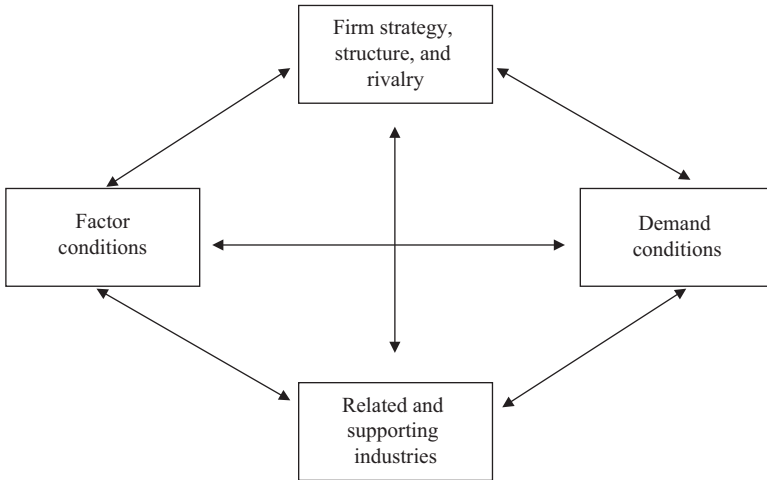 Firm strategy,
structure, and
rivalry
Factor
conditions
Demand
conditions
Related and
supporting
industries